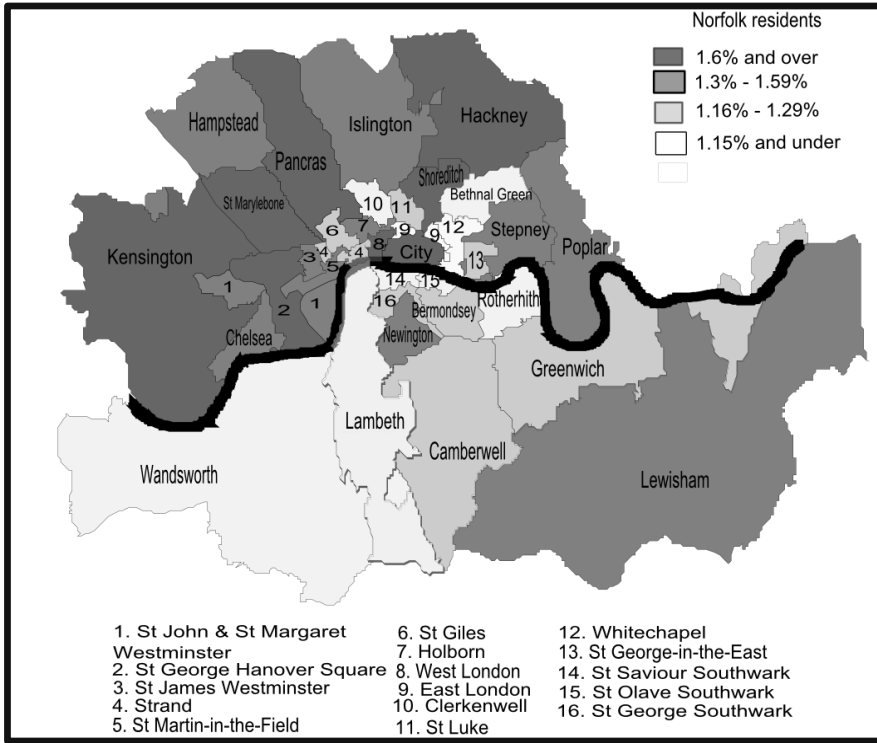 Norfolk residents
1.6% and over
1.3% - 1.59%
1.16% - 1.29%
1.15% and under
Hampstead
Islington
Hackney
Pancras
Shoreditch
St Marylebone
Bethnal Green
10
11
6
7
9
9
12
Stepney
Kensington
4
4
8
City
Poplar
3
5
13
1
14
15
Rotherhith
2
1
16
Bermondsey
Chelsea
Newington
Greenwich
Lambeth
Camberwell
Wandsworth
Lewisham
1. St John & St Margaret
Westminster
2. St George Hanover Square
3. St James Westminster
4. Strand
5. St Martin-in-the-Field
6. St Giles
7. Holborn
8. West London
9. East London
10. Clerkenwell
11. St Luke
12. Whitechapel
13. St George-in-the-East
14. St Saviour Southwark
15. St Olave Southwark
16. St George Southwark